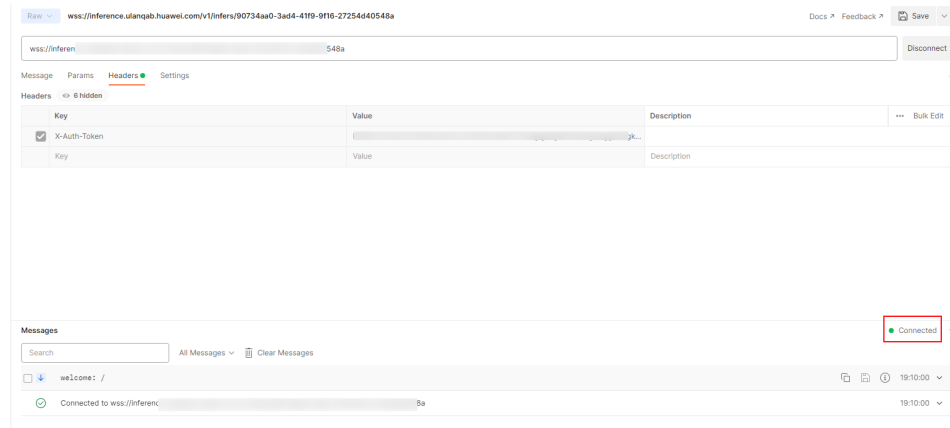 Raw wss://inference.ulanqab.huawei.com/v1/infers/90734aa0-3ad4-41f9-9f16-27254d40548a Docs Feedback Save
wss://inferen 548a Disconnect
Message Params Headers Settings
Headers 6 hidden
Key Value Description Bulk Edit
X-Auth-Token
Key Value Description
Messages Connected
Search All Messages Clear Messages
welcome: / 19:10:00
Connected to wss://inferenc 8a 19:10:00